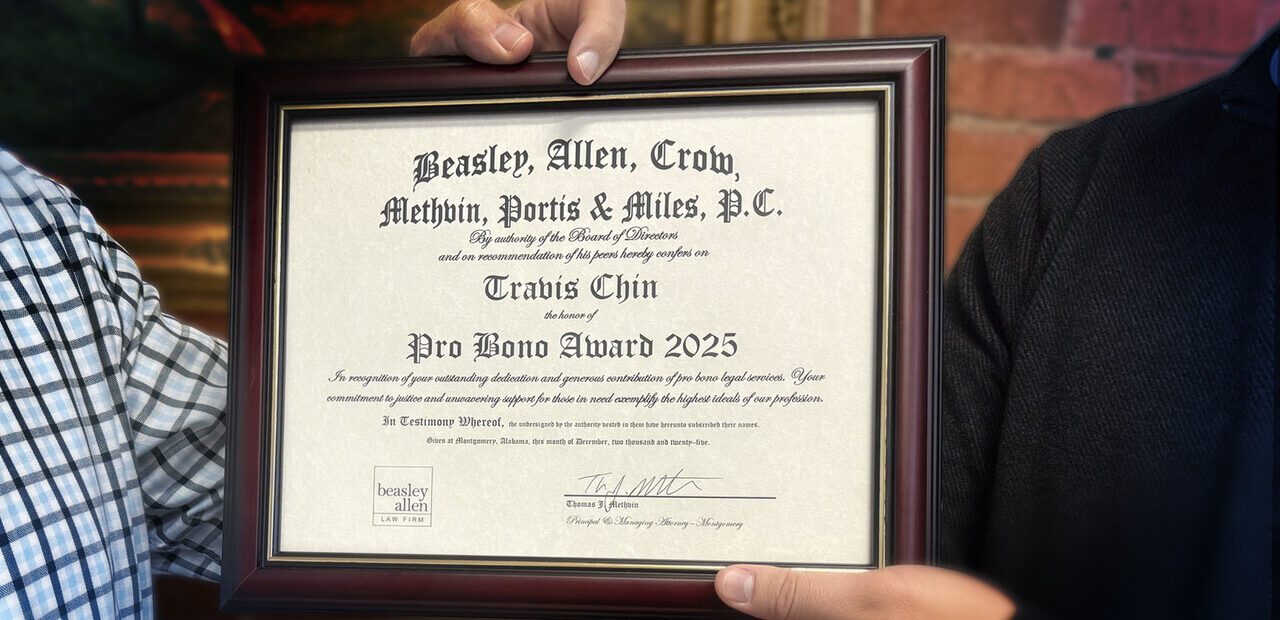 Beasley, Allen, Crow,
Methvin, Portis & Miles, P.C.
By authority of the Board of Directors
and on recommendation of his peers hereby confers on
Travis Chin
the honor of
Pro Bono Award 2025
In recognition of your outstanding dedication and generous contribution of pro bono legal services. Your
commitment to justice and unwavering support for those in need exemplify the highest ideals of our profession.
In Testimony Whereof, the undersigned by the authority vested in them have hereunto subscribed their names.
Given at Montgomery, Alabama, this month of December, two thousand and twenty-five.
beasley
allen
LAW FIRM
Thomas J. Methvin
Principal & Managing Attorney – Montgomery